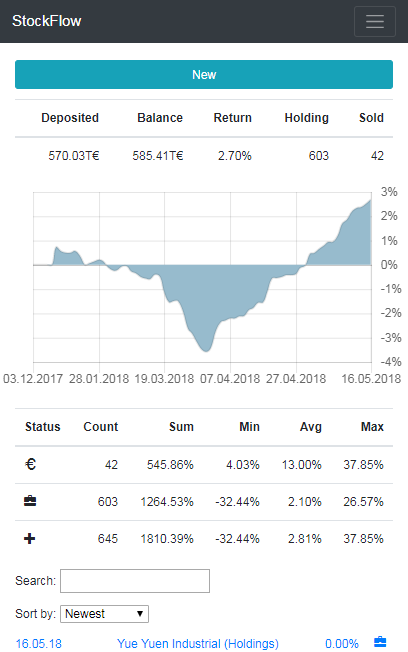 StockFlow
New
Deposited Balance Return Holding Sold
570.03T€ 585.41T€ 2.70% 603 42
3%
2%
1%
0%
-1%
-2%
-3%
-4%
03.12.2017 28.01.2018 19.03.2018 07.04.2018 27.04.2018 16.05.2018
Status Count Sum Min Avg Max
€ 42 545.86% 4.03% 13.00% 37.85%
603 1264.53% -32.44% 2.10% 26.57%
645 1810.39% -32.44% 2.81% 37.85%
Search:
Sort by: Newest
16.05.18 Yue Yuen Industrial (Holdings) 0.00%